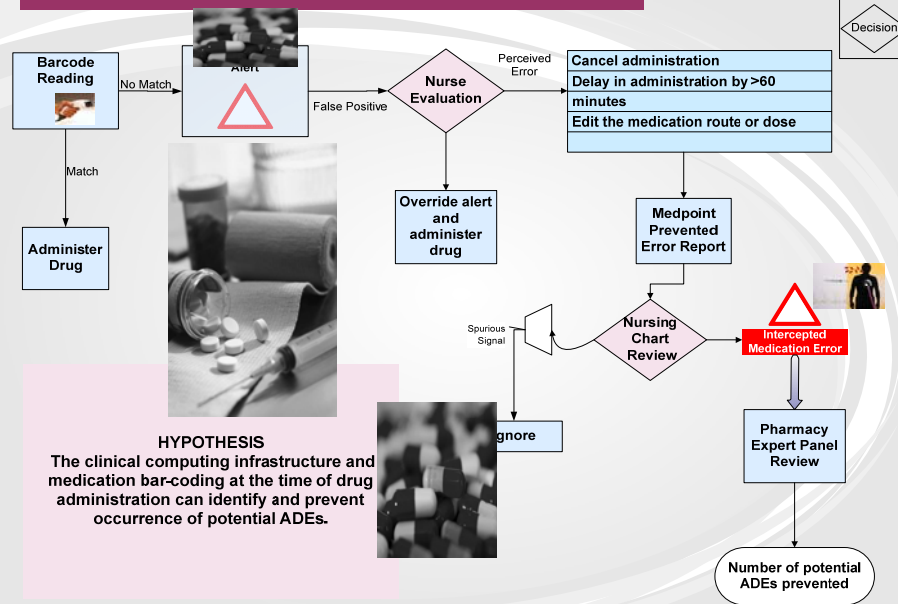 Decision
Barcode
Reading
No Match
Alert
False Positive
Nurse
Evaluation
Perceived
Error
Cancel administration
Delay in administration by >60
minutes
Edit the medication route or dose
Match
Administer
Drug
Override alert
and
administer
drug
Medpoint
Prevented
Error Report
Spurious
Signal
Nursing
Chart
Review
Intercepted
Medication Error
gnore
Pharmacy
Expert Panel
Review
HYPOTHESIS
The clinical computing infrastructure and
medication bar-coding at the time of drug
administration can identify and prevent
occurrence of potential ADEs.
Number of potential
ADEs prevented